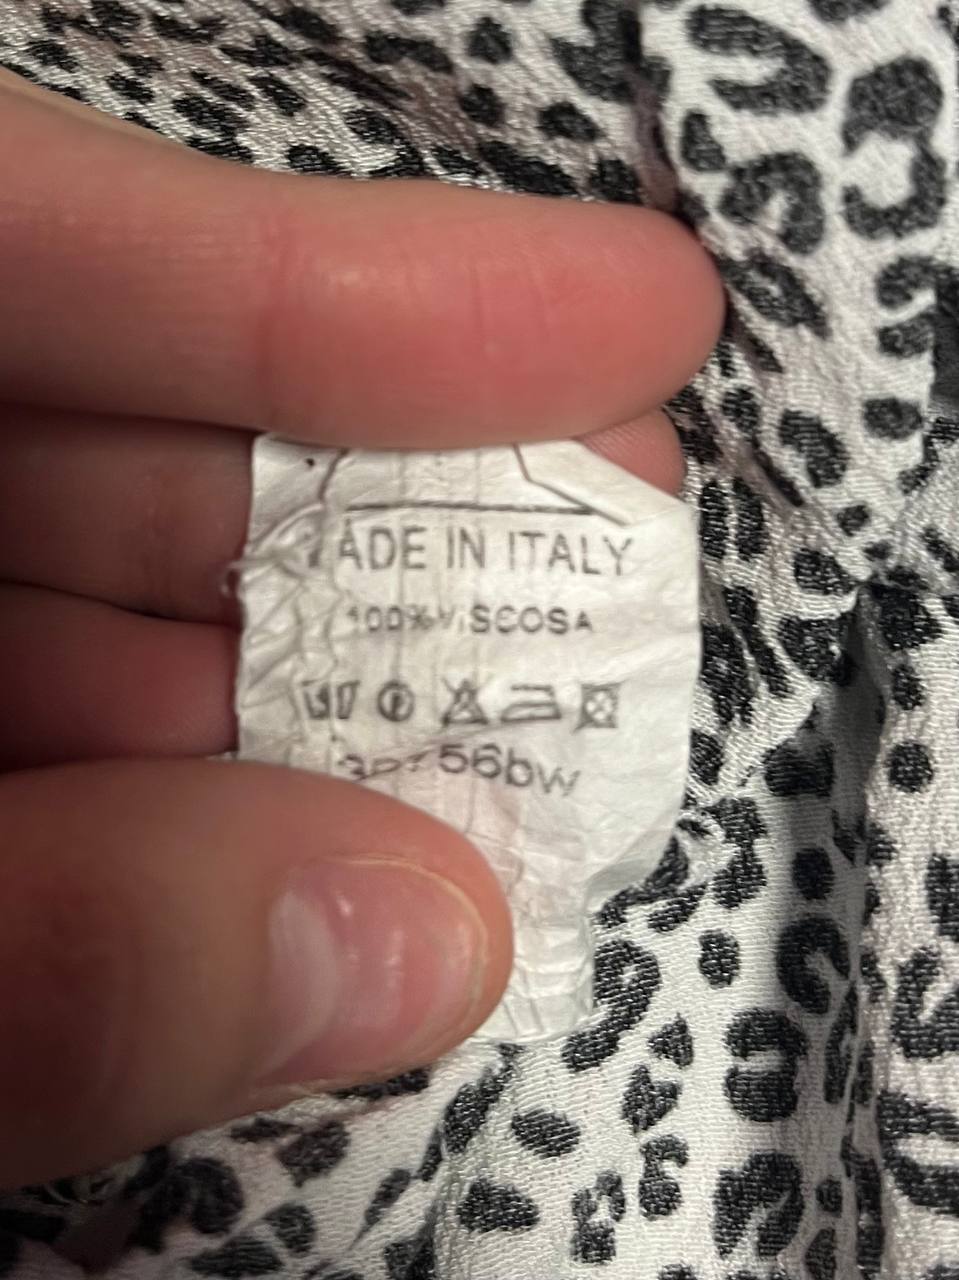 ADE IN ITALY
100% VISCOSA
56bw